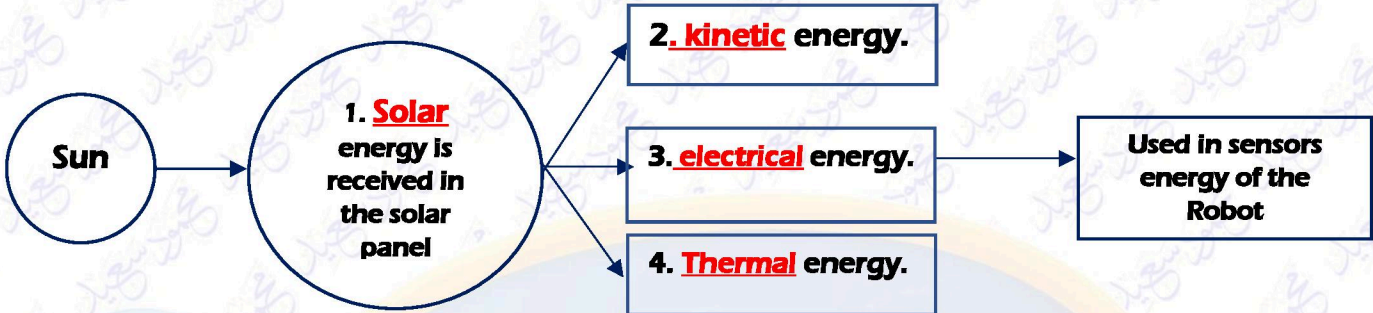 Sun
1. Solar
energy is
received in
the solar
panel
2. kinetic energy.
3. electrical energy.
4. Thermal energy.
Used in sensors
energy of the
Robot